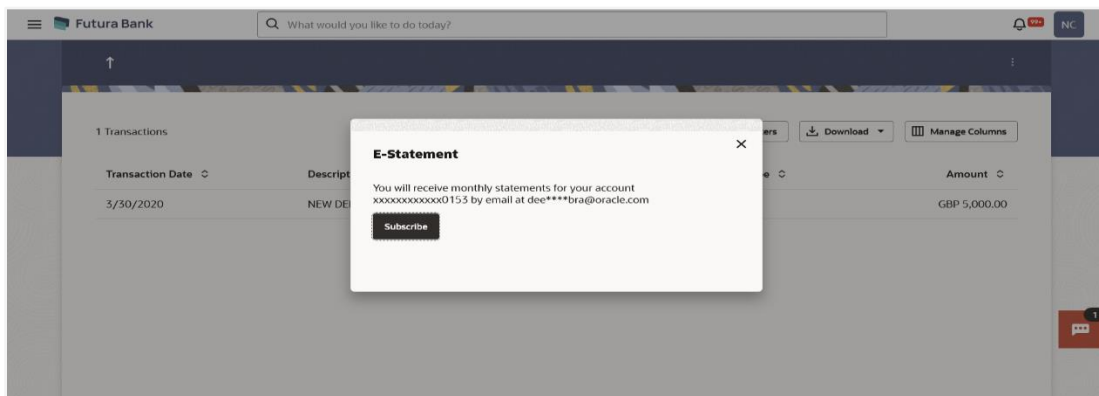 Futura Bank
What would you like to do today?
99+
NC
1 Transactions
ers
Download
Manage Columns
E-Statement
Transaction Date
Descript
e
Amount
You will receive monthly statements for your account
xxxxxxxxxxxx0153 by email at dee****bra@oracle.com
3/30/2020
NEW DE
GBP 5,000.00
Subscribe
1